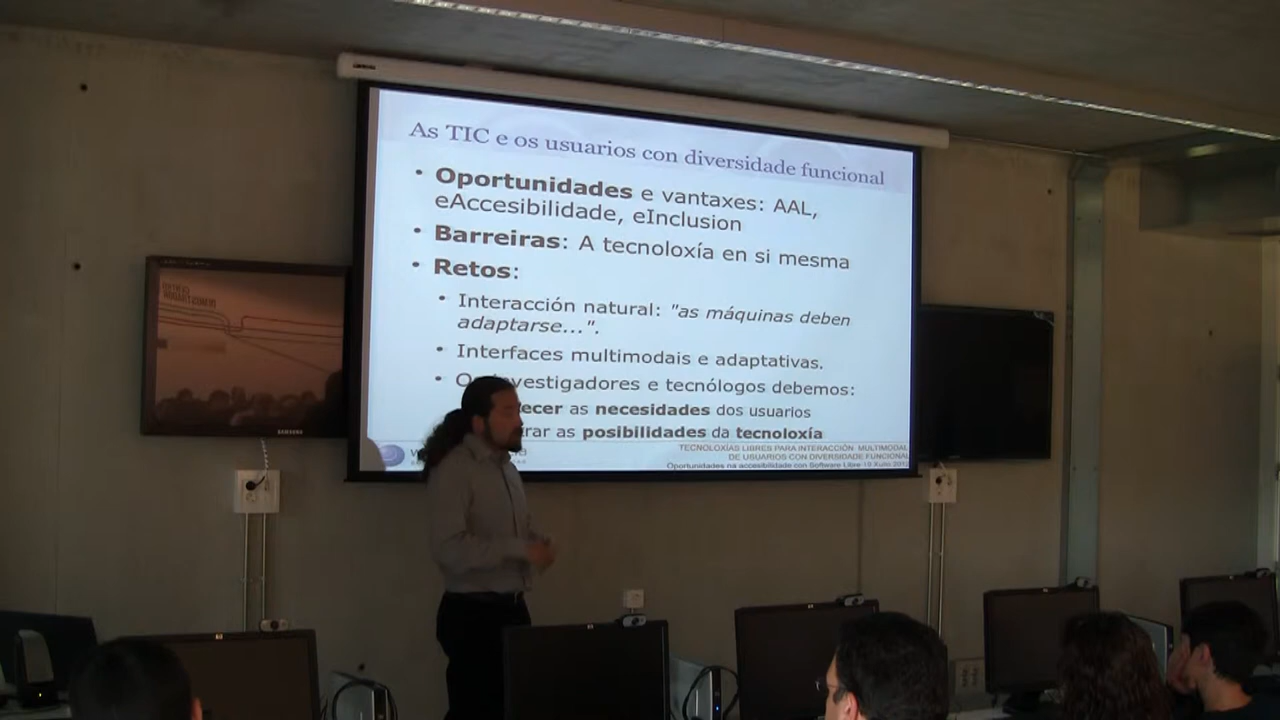 As TIC e os usuarios con diversidade funcional
• Oportunidades e vantaxes: AAL,
eAccesibilidade, eInclusion
• Barreiras: A tecnoloxía en si mesma
• Retos:
• Interacción natural: "as máquinas deben
adaptarse...".
• Interfaces multimodais e adaptativas.
• investigadores e tecnólogos debemos:
as necesidades dos usuarios
as posibilidades da tecnoloxía
TECNOLOXÍAS LIBRES PARA INTERACCIÓN MULTIMODAL
DE USUARIOS CON DIVERSIDADE FUNCIONAL
Oportunidades na accesibilidade con Software Libre
SAMSUNG